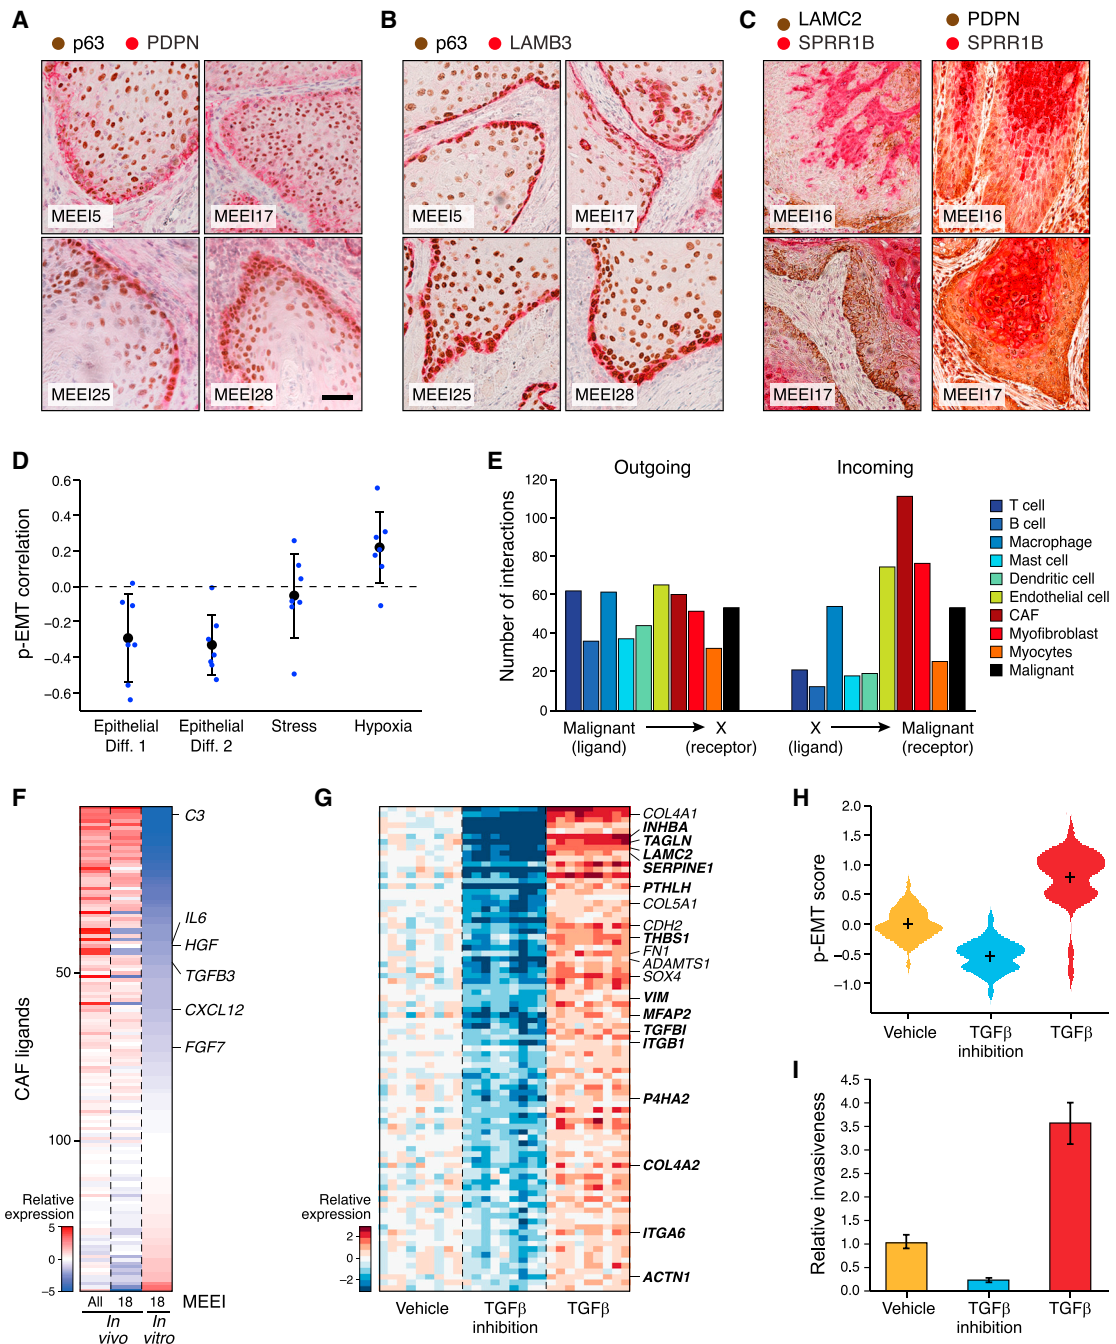 A
p63 PDPN
MEEI5
MEEI17
MEEI25
MEEI28
B
p63 LAMB3
MEEI5
MEEI17
MEEI25
MEEI28
C
LAMC2
SPRR1B
PDPN
SPRR1B
MEEI16
MEEI16
MEEI17
MEEI17
D
p-EMT correlation
0.6
0.4
0.2
0.0
−0.2
−0.4
−0.6
Epithelial
Diff. 1
Epithelial
Diff. 2
Stress
Hypoxia
E
Outgoing
Incoming
Number of interactions
120
100
80
60
40
20
0
Malignant
(ligand)
X
(receptor)
X
(ligand)
Malignant
(receptor)
T cell
B cell
Macrophage
Mast cell
Dendritic cell
Endothelial cell
CAF
Myofibroblast
Myocytes
Malignant
F
CAF ligands
50
100
C3
IL6
HGF
TGFB3
CXCL12
FGF7
Relative
expression
5
0
−5
All 18 18 MEEI
In
vivo
In
vitro
G
COL4A1
INHBA
TAGLN
LAMC2
SERPINE1
PTHLH
COL5A1
CDH2
THBS1
FN1
ADAMTS1
SOX4
VIM
MFAP2
TGFBI
ITGB1
P4HA2
COL4A2
ITGA6
ACTN1
Relative
expression
2
0
−2
Vehicle
TGFβ
inhibition
TGFβ
H
p-EMT score
2.0
1.5
1.0
0.5
0.0
−0.5
−1.0
Vehicle
TGFβ
inhibition
TGFβ
I
Relative invasiveness
4.5
4.0
3.5
3.0
2.5
2.0
1.5
1.0
0.5
0.0
Vehicle
TGFβ
inhibition
TGFβ